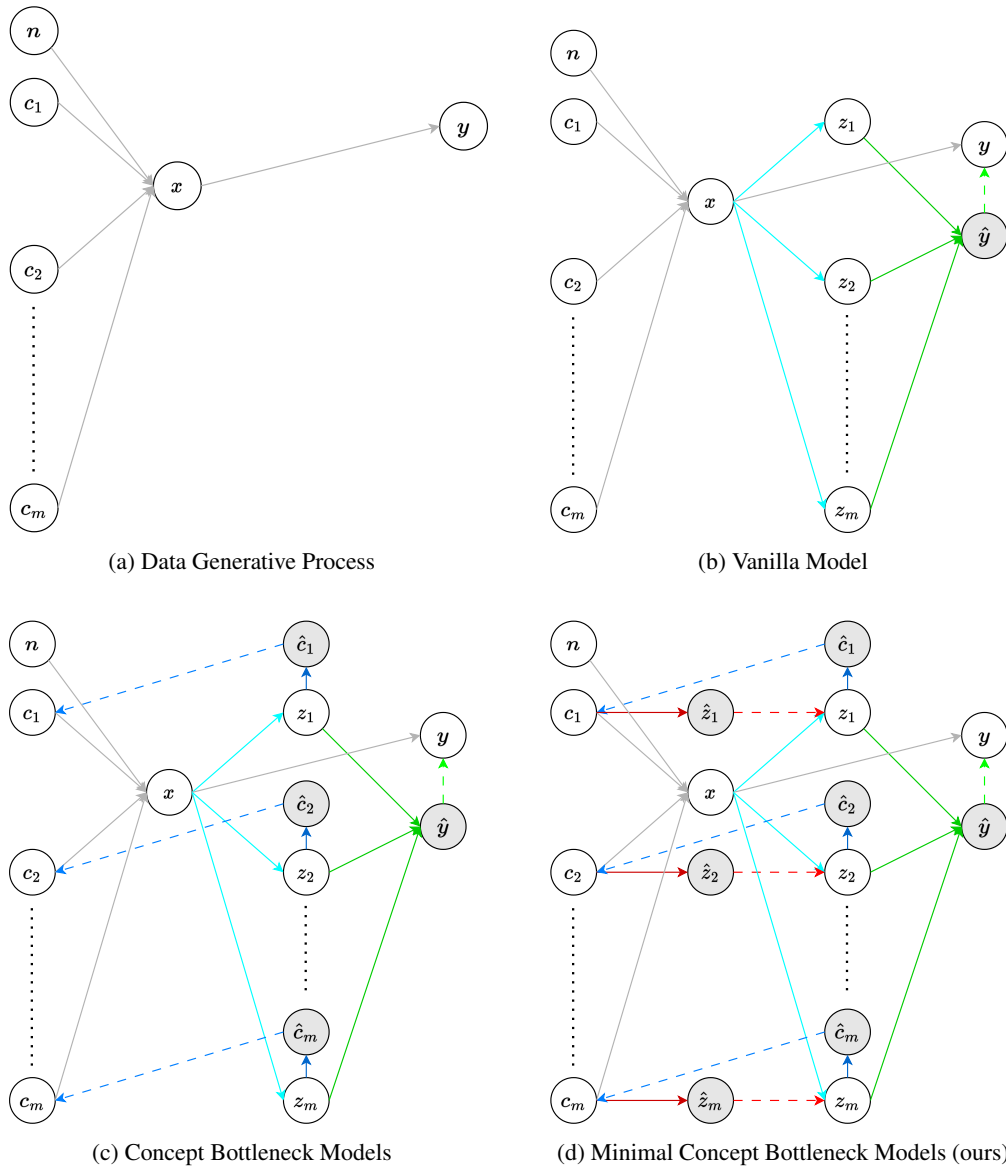 n
c₁
y
x
c₂
cₘ
(a) Data Generative Process
n
c₁
z₁
y
x
ŷ
c₂
z₂
cₘ
zₘ
(b) Vanilla Model
n
ĉ₁
c₁
z₁
y
x
ĉ₂
ŷ
c₂
z₂
ĉₘ
cₘ
zₘ
(c) Concept Bottleneck Models
n
ĉ₁
c₁
ẑ₁
z₁
y
x
ĉ₂
ŷ
c₂
ẑ₂
z₂
ĉₘ
cₘ
ẑₘ
zₘ
(d) Minimal Concept Bottleneck Models (ours)